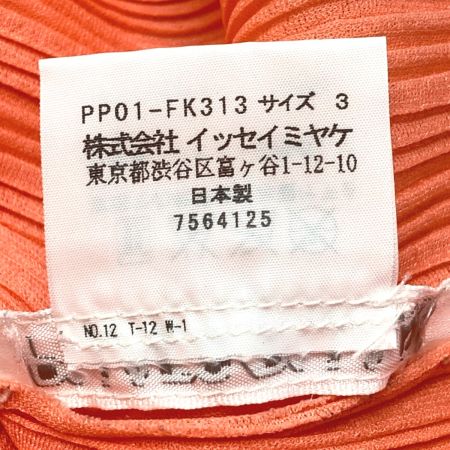 PP01-FK313 サイズ 3
株式会社 イッセイミヤケ
東京都渋谷区富ヶ谷1-12-10
日本製
7564125
NO.12 T-12 W-1